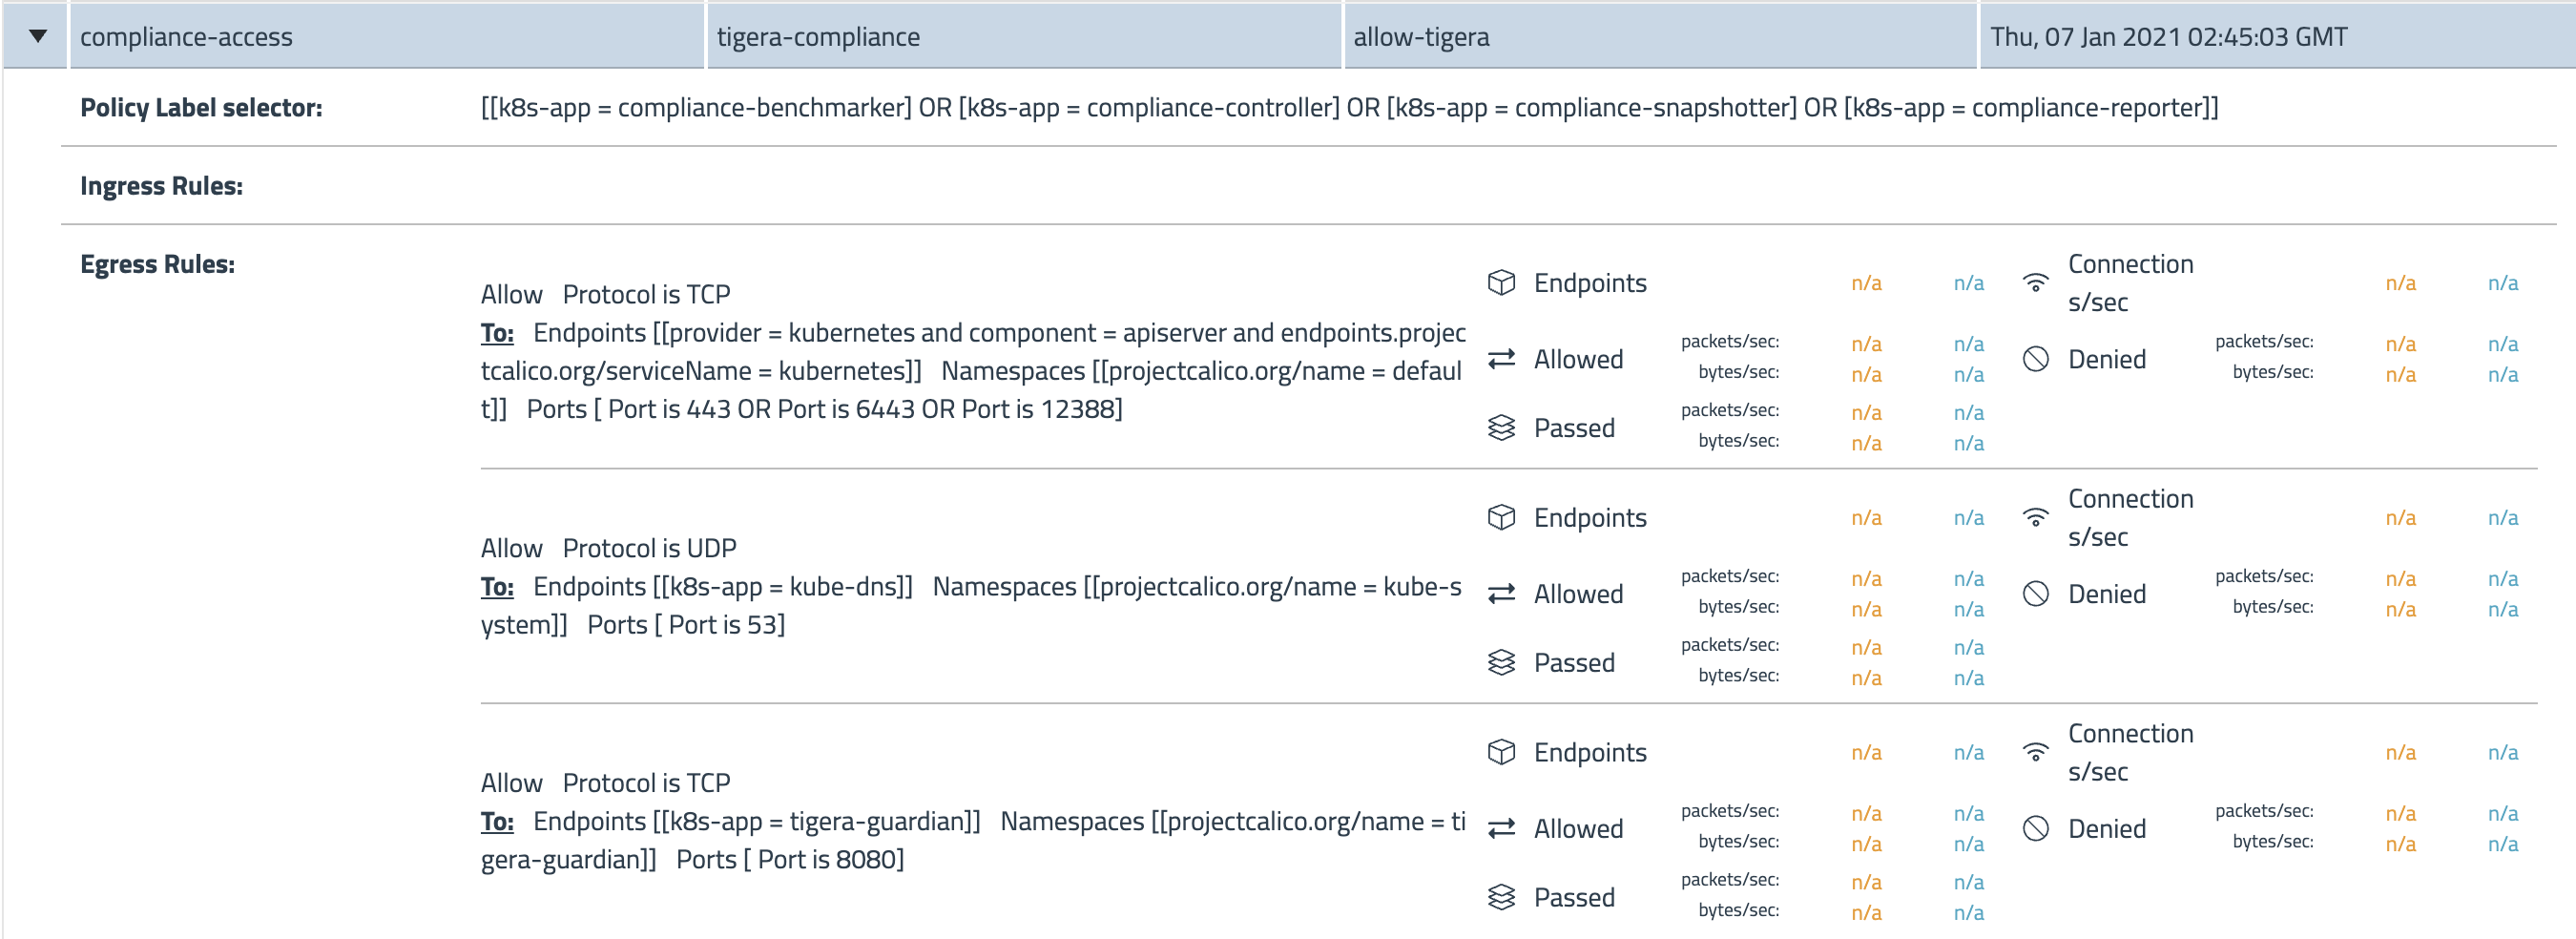 compliance-access tigera-compliance allow-tigera Thu, 07 Jan 2021 02:45:03 GMT
Policy Label selector: [[k8s-app = compliance-benchmarker] OR [k8s-app = compliance-controller] OR [k8s-app = compliance-snapshotter] OR [k8s-app = compliance-reporter]]
Ingress Rules:
Egress Rules:
Allow Protocol is TCP
To: Endpoints [[provider = kubernetes and component = apiserver and endpoints.projec
tcalico.org/serviceName = kubernetes]] Namespaces [[projectcalico.org/name = defaul
t]] Ports [ Port is 443 OR Port is 6443 OR Port is 12388]
Endpoints n/a n/a
Connection
s/sec n/a n/a
Allowed
packets/sec: n/a n/a
bytes/sec: n/a n/a
Denied
packets/sec: n/a n/a
bytes/sec: n/a n/a
Passed
packets/sec: n/a n/a
bytes/sec: n/a n/a
Allow Protocol is UDP
To: Endpoints [[k8s-app = kube-dns]] Namespaces [[projectcalico.org/name = kube-s
ystem]] Ports [ Port is 53]
Endpoints n/a n/a
Connection
s/sec n/a n/a
Allowed
packets/sec: n/a n/a
bytes/sec: n/a n/a
Denied
packets/sec: n/a n/a
bytes/sec: n/a n/a
Passed
packets/sec: n/a n/a
bytes/sec: n/a n/a
Allow Protocol is TCP
To: Endpoints [[k8s-app = tigera-guardian]] Namespaces [[projectcalico.org/name = ti
gera-guardian]] Ports [ Port is 8080]
Endpoints n/a n/a
Connection
s/sec n/a n/a
Allowed
packets/sec: n/a n/a
bytes/sec: n/a n/a
Denied
packets/sec: n/a n/a
bytes/sec: n/a n/a
Passed
packets/sec: n/a n/a
bytes/sec: n/a n/a